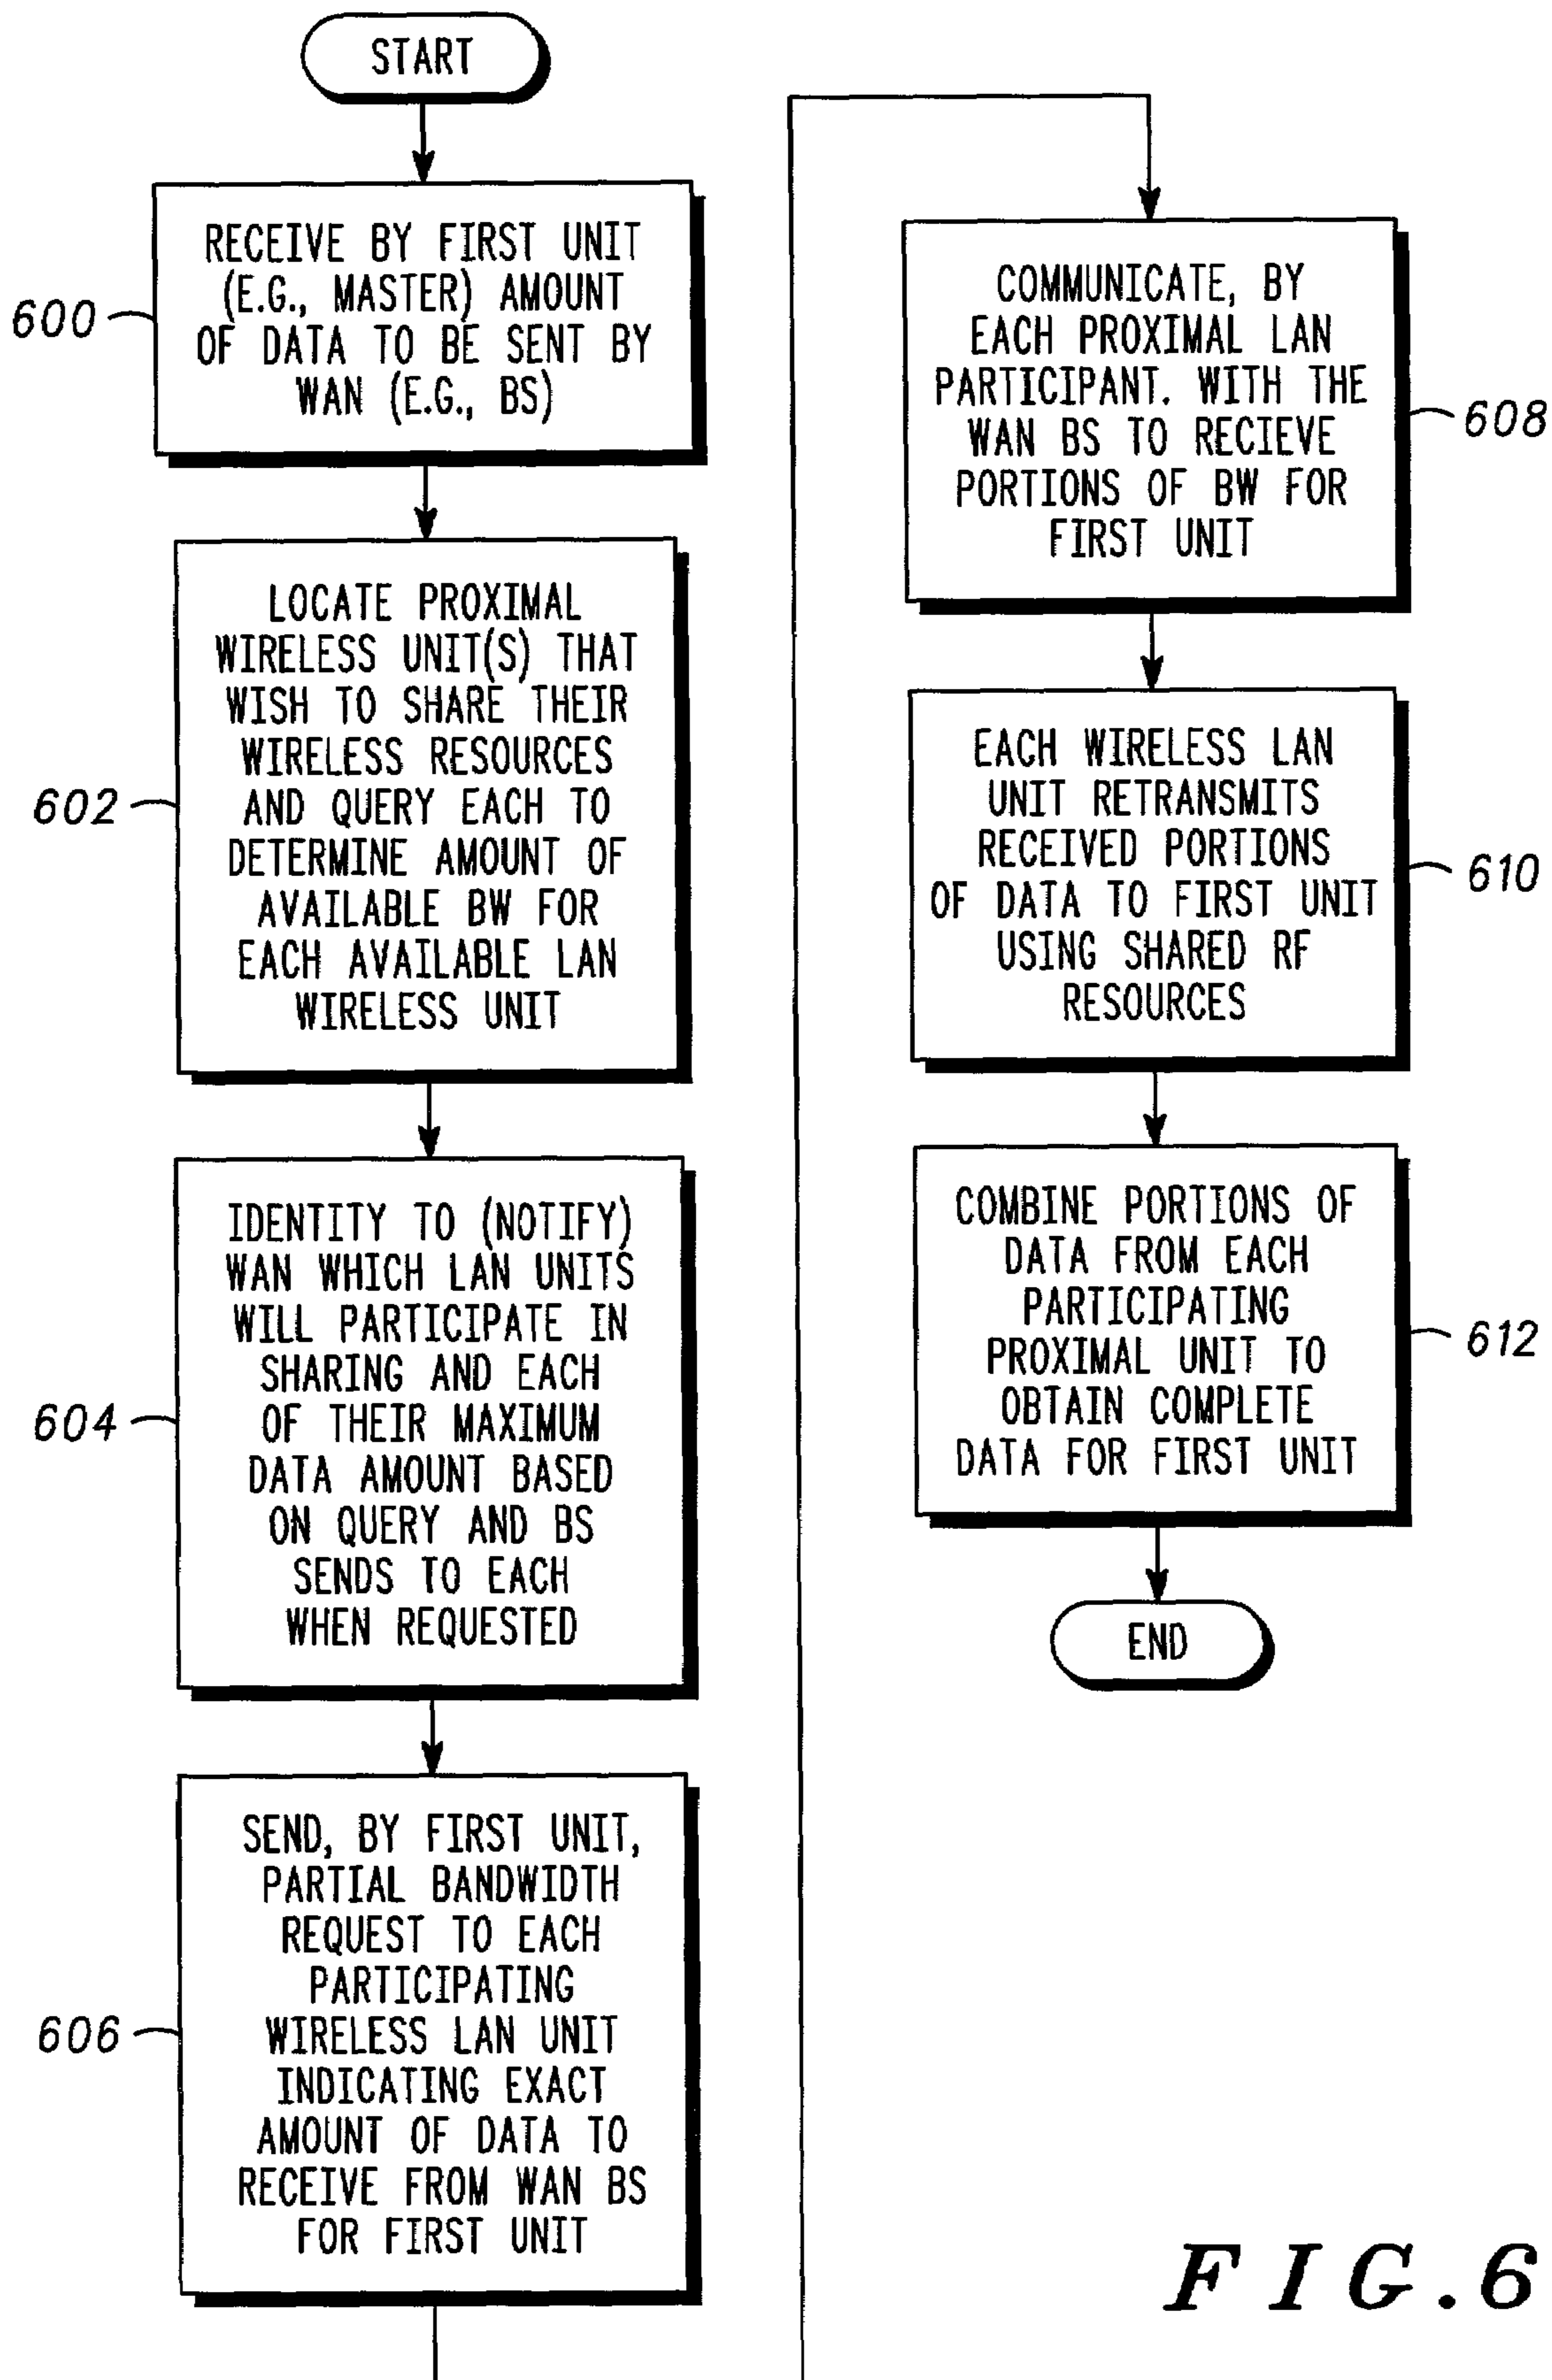 START
600
RECEIVE BY FIRST UNIT
(E.G., MASTER) AMOUNT
OF DATA TO BE SENT BY
WAN (E.G., BS)
602
LOCATE PROXIMAL
WIRELESS UNIT(S) THAT
WISH TO SHARE THEIR
WIRELESS RESOURCES
AND QUERY EACH TO
DETERMINE AMOUNT OF
AVAILABLE BW FOR
EACH AVAILABLE LAN
WIRELESS UNIT
604
IDENTITY TO (NOTIFY)
WAN WHICH LAN UNITS
WILL PARTICIPATE IN
SHARING AND EACH
OF THEIR MAXIMUM
DATA AMOUNT BASED
ON QUERY AND BS
SENDS TO EACH
WHEN REQUESTED
606
SEND, BY FIRST UNIT,
PARTIAL BANDWIDTH
REQUEST TO EACH
PARTICIPATING
WIRELESS LAN UNIT
INDICATING EXACT
AMOUNT OF DATA TO
RECEIVE FROM WAN BS
FOR FIRST UNIT
COMMUNICATE, BY
EACH PROXIMAL LAN
PARTICIPANT. WITH THE
WAN BS TO RECIEVE
PORTIONS OF BW FOR
FIRST UNIT
608
EACH WIRELESS LAN
UNIT RETRANSMITS
RECEIVED PORTIONS
OF DATA TO FIRST UNIT
USING SHARED RF
RESOURCES
610
COMBINE PORTIONS OF
DATA FROM EACH
PARTICIPATING
PROXIMAL UNIT TO
OBTAIN COMPLETE
DATA FOR FIRST UNIT
612
END
FIG.6